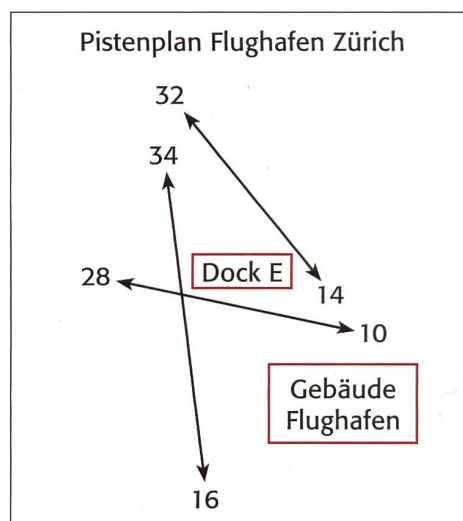 Pistenplan Flughafen Zürich
32
34
Dock E
28
14
10
Gebäude
Flughafen
16